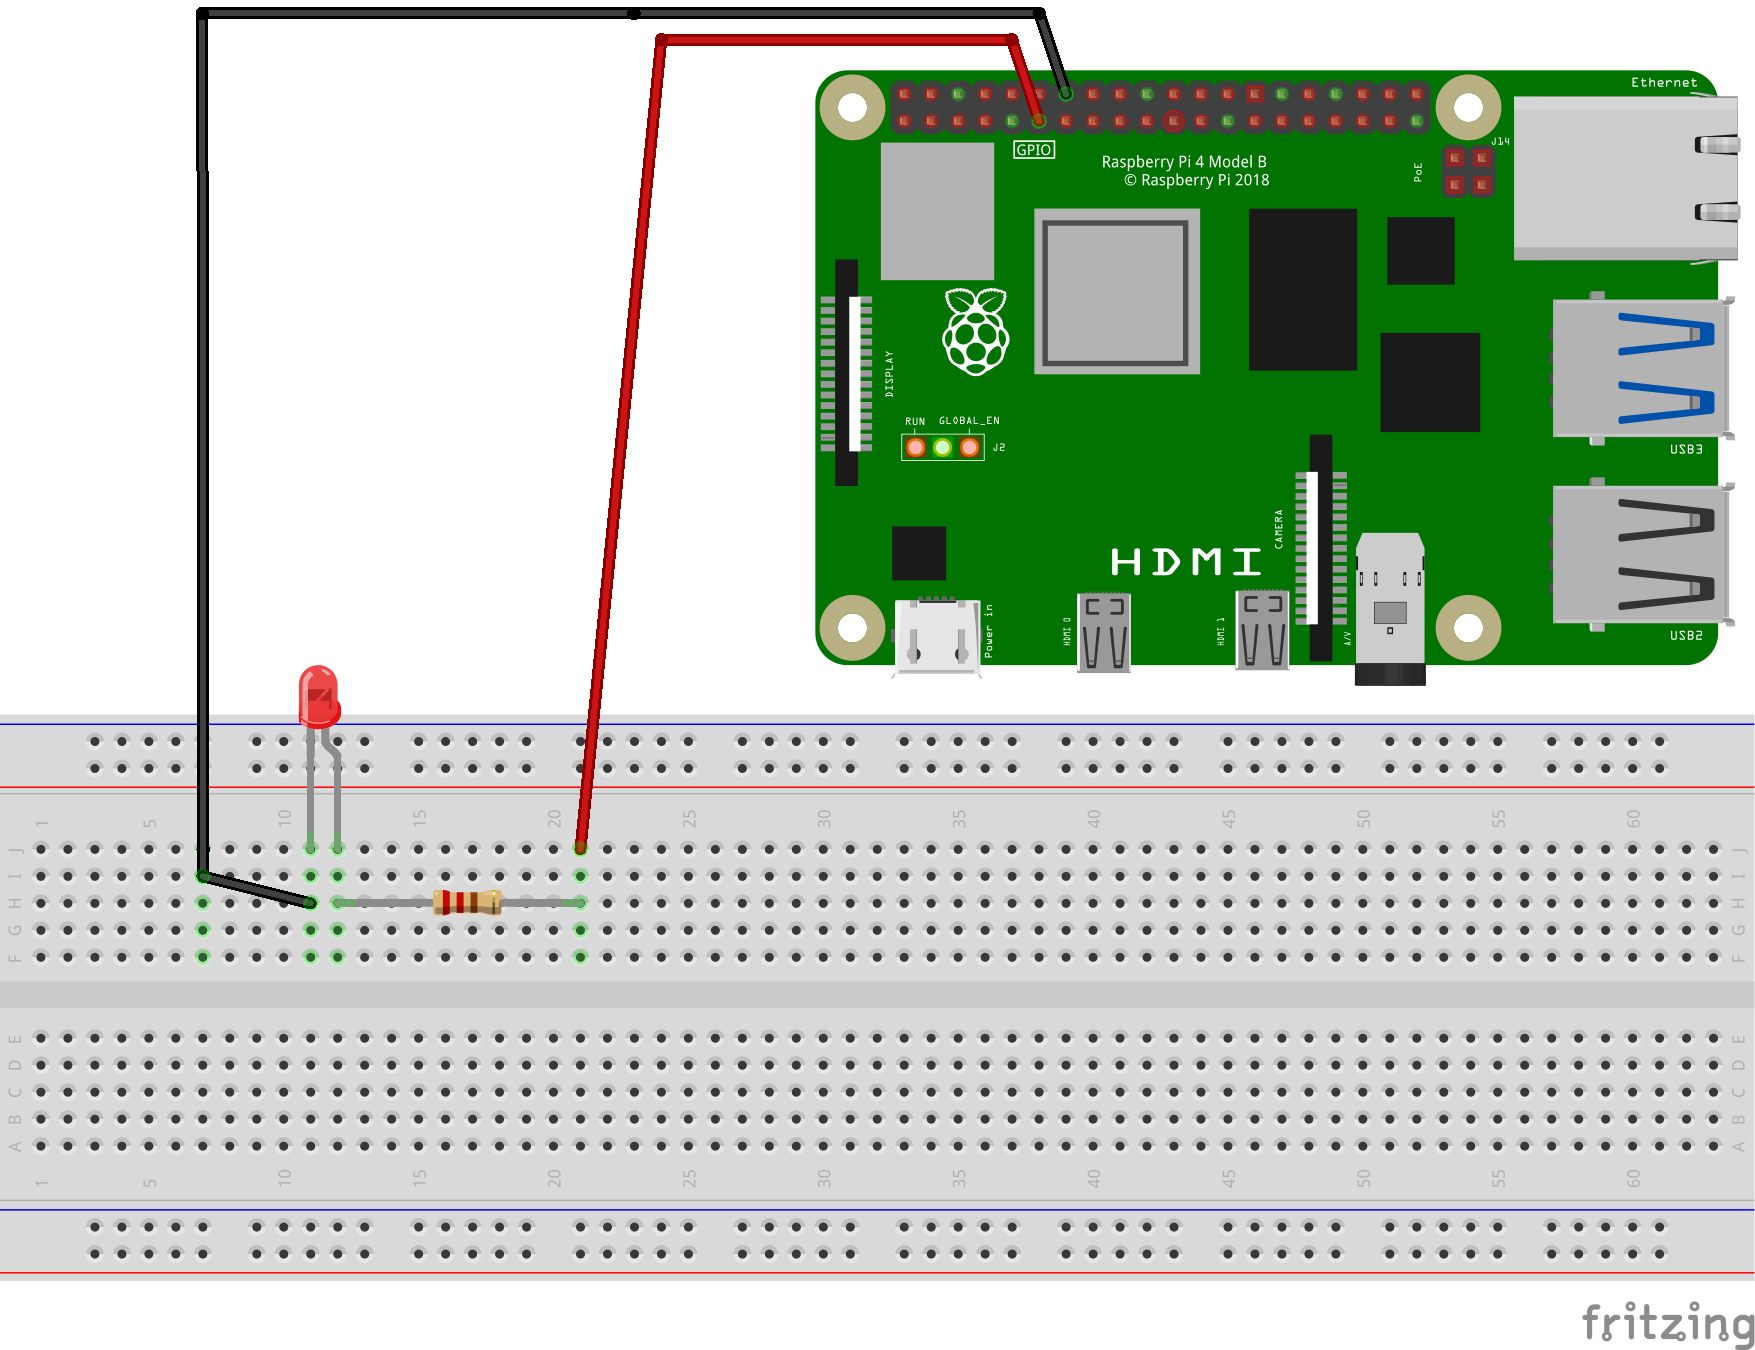 Ethernet
J14
GPIO
Raspberry Pi 4 Model B
© Raspberry Pi 2018
PoE
DISPLAY
RUN
GLOBAL_EN
J2
USB3
CAMERA
HDMI
Power in
HDMI 0
HDMI 1
A/V
USB2
1 5 10 15 20 25 30 35 40 45 50 55 60
J J
I I
H H
G G
F F
E E
D D
C C
B B
A A
1 5 10 15 20 25 30 35 40 45 50 55 60
fritzing